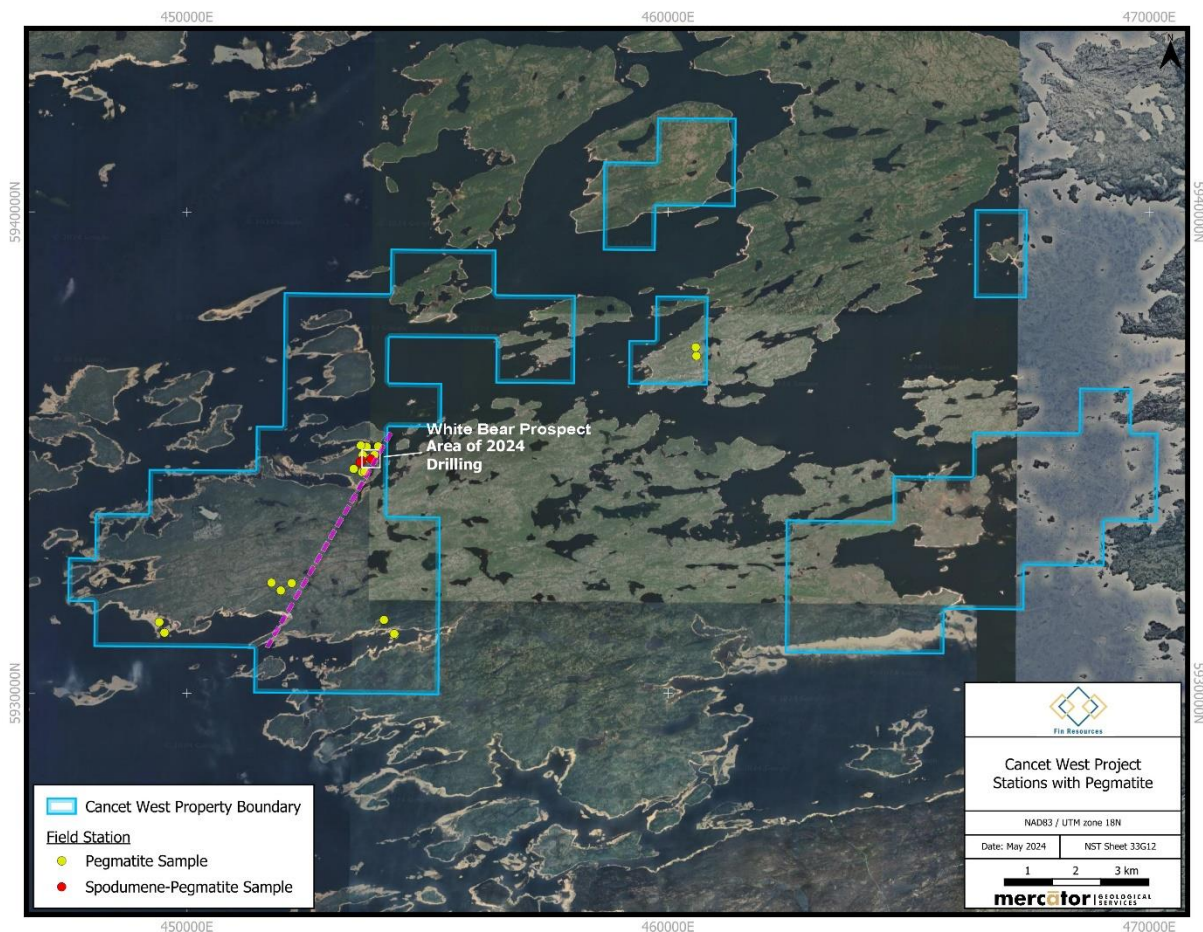 450000E
460000E
470000E
N
5940000N
5940000N
White Bear Prospect
Area of 2024
Drilling
5930000N
5930000N
Cancet West Property Boundary
Field Station
Pegmatite Sample
Spodumene-Pegmatite Sample
Fin Resources
Cancet West Project
Stations with Pegmatite
NAD83 / UTM zone 18N
Date: May 2024
NST Sheet 33G12
1 2 3 km
mercător GEOLOGICAL
SERVICES
450000E
460000E
470000E